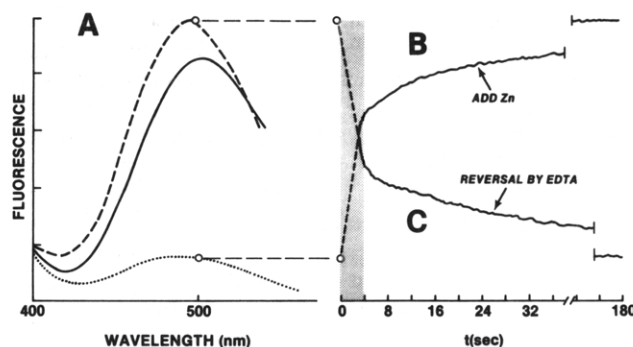 A
B
C
FLUORESCENCE
ADD Zn
REVERSAL BY EDTA
400 500
WAVELENGTH (nm)
0 8 16 24 32 180
t(sec)